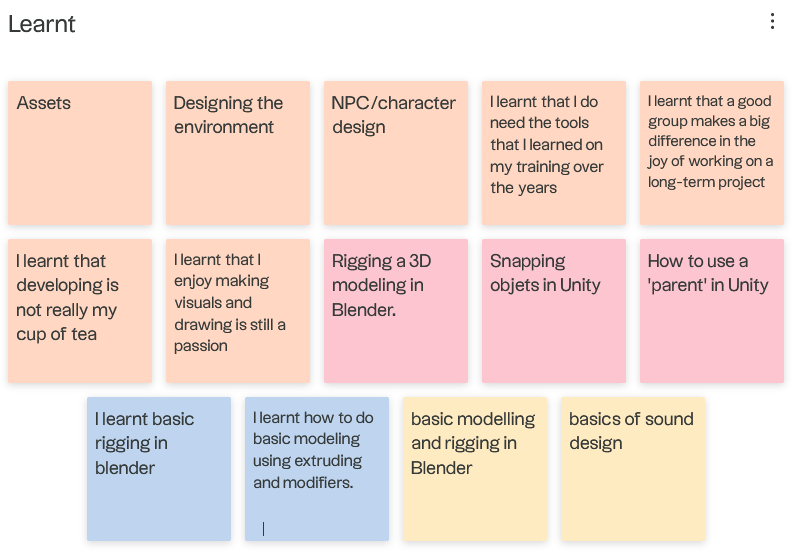 Learnt
Assets
Designing the
environment
NPC/character
design
I learnt that I do
need the tools
that I learned on
my training over
the years
I learnt that a good
group makes a big
difference in the
joy of working on a
long-term project
I learnt that
developing is
not really my
cup of tea
I learnt that I
enjoy making
visuals and
drawing is still a
passion
Rigging a 3D
modeling in
Blender.
Snapping
objets in Unity
How to use a
'parent' in Unity
I learnt basic
rigging in
blender
I learnt how to do
basic modeling
using extruding
and modifiers.
basic modelling
and rigging in
Blender
basics of sound
design